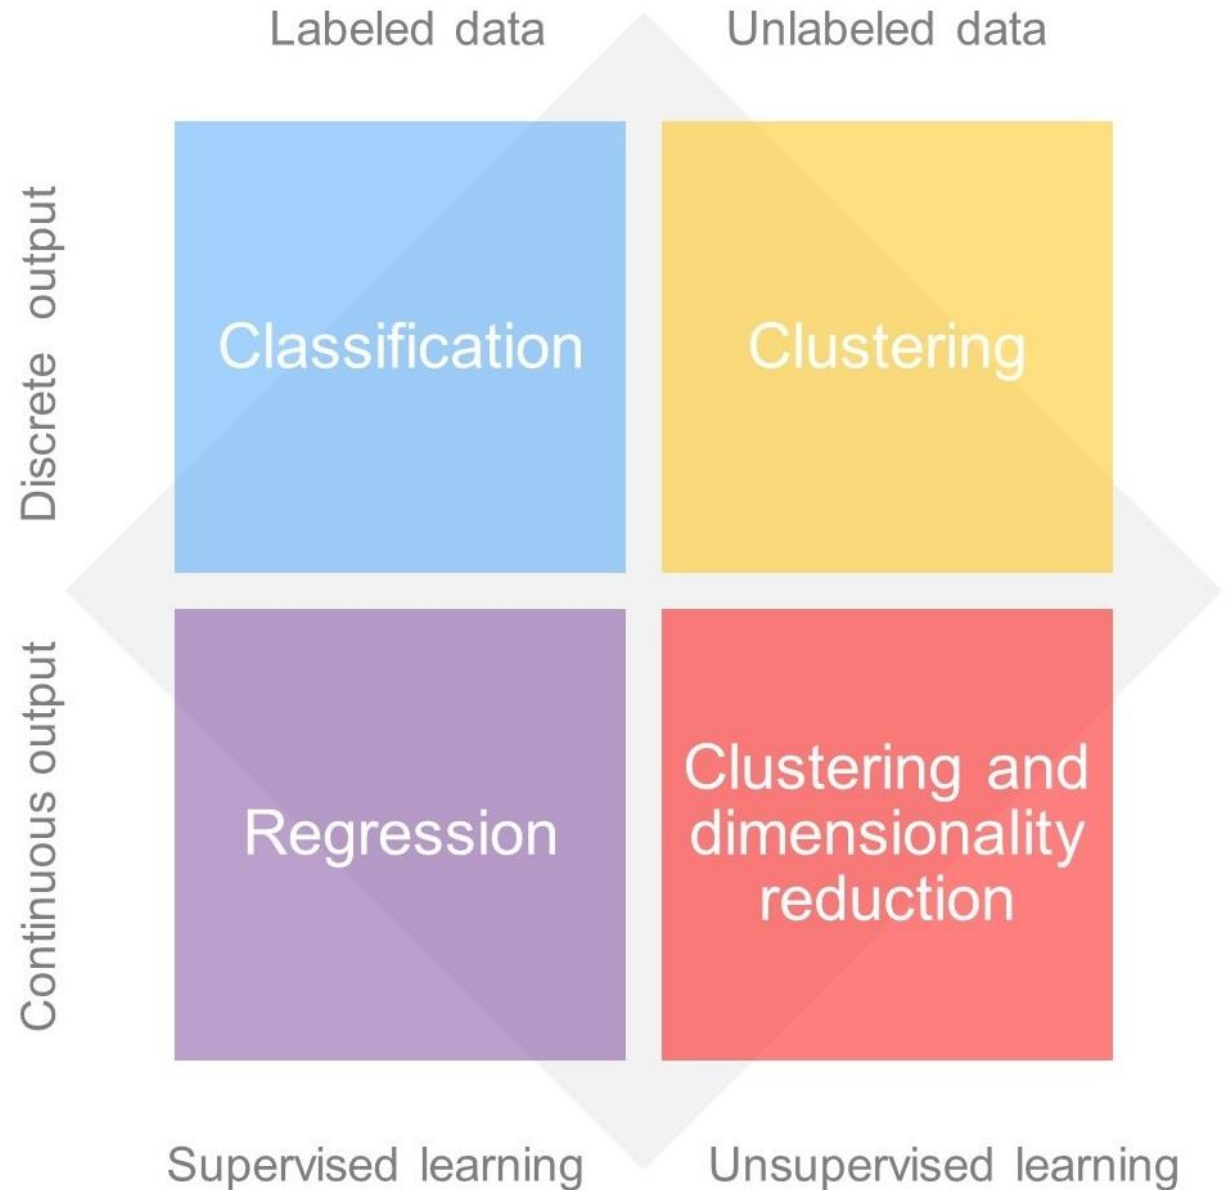 Labeled data
Unlabeled data
Discrete output
Classification
Clustering
Continuous output
Regression
Clustering and
dimensionality
reduction
Supervised learning
Unsupervised learning